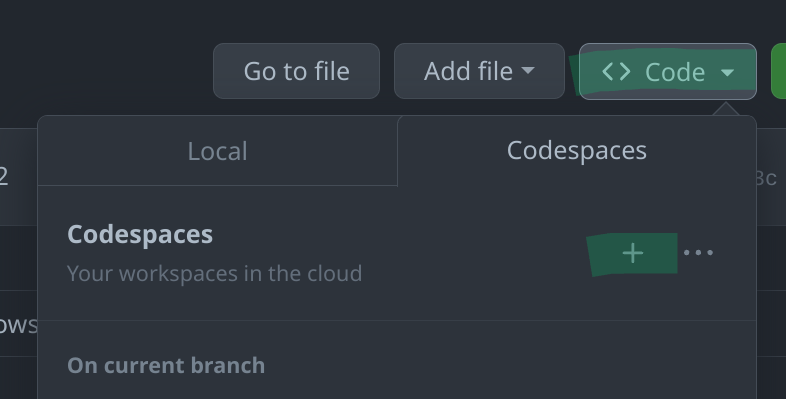 Go to file
Add file
<> Code
Local
Codespaces
2
3c
Codespaces
Your workspaces in the cloud
+ ...
ows
On current branch